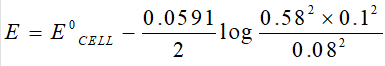 E = E⁰CELL − 0.0591/2 log 0.58² × 0.1²/0.08²